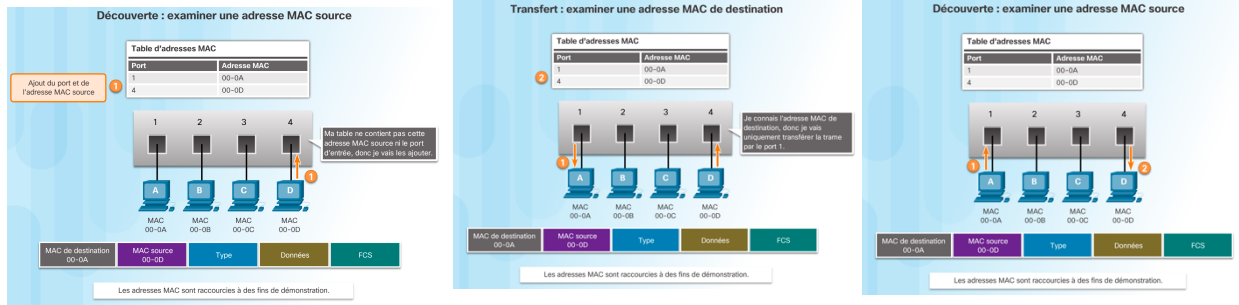 Découverte : examiner une adresse MAC source
Table d'adresses MAC
Port Adresse MAC
1 00-0A
4 00-0D
Ajout du port et de
l'adresse MAC source
1
1 2 3 4
Ma table ne contient pas cette
adresse MAC source ni le port
d'entrée, donc je vais les ajouter.
1
A B C D
MAC MAC MAC MAC
00-0A 00-0B 00-0C 00-0D
MAC de destination MAC source Type Données FCS
00-0A 00-0D
Les adresses MAC sont raccourcies à des fins de démonstration.
Transfert : examiner une adresse MAC de destination
Table d'adresses MAC
Port Adresse MAC
1 00-0A
4 00-0D
2
1 2 3 4
Je connais l'adresse MAC de
destination, donc je vais
uniquement transférer la trame
par le port 1.
1 2
A B C D
MAC MAC MAC MAC
00-0A 00-0B 00-0C 00-0D
MAC de destination MAC source Type Données FCS
00-0A 00-0D
Les adresses MAC sont raccourcies à des fins de démonstration.
Découverte : examiner une adresse MAC source
Table d'adresses MAC
Port Adresse MAC
1 00-0A
4 00-0D
1 2 3 4
1 2
A B C D
MAC MAC MAC MAC
00-0A 00-0B 00-0C 00-0D
MAC de destination MAC source Type Données FCS
00-0A 00-0D
Les adresses MAC sont raccourcies à des fins de démonstration.